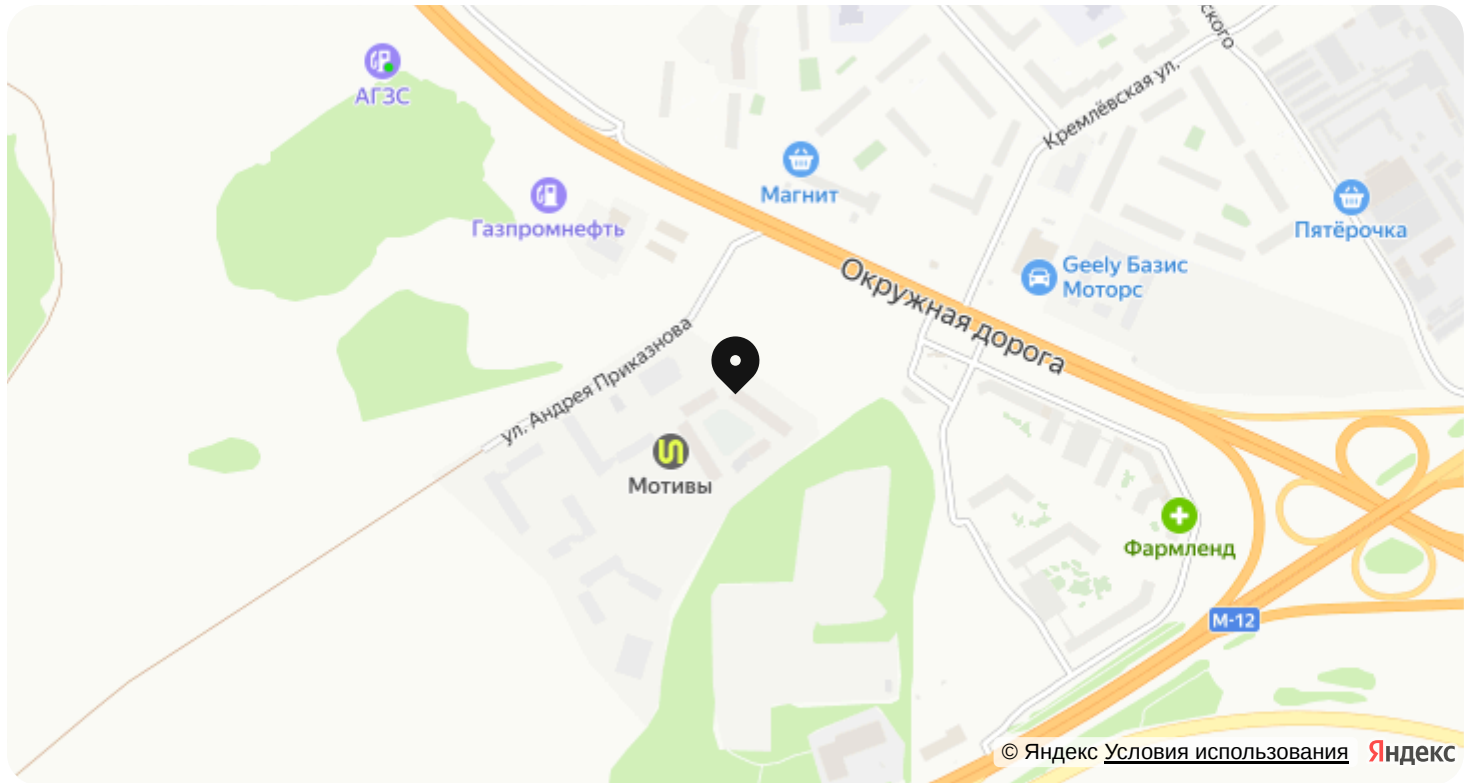 ского
АГЗС
Кремлёвская ул.
Магнит
Газпромнефть
Пятёрочка
Geely Базис
Моторс
Окружная дорога
ул. Андрея Приказнова
Мотивы
Фармленд
М-12
© Яндекс Условия использования Яндекс